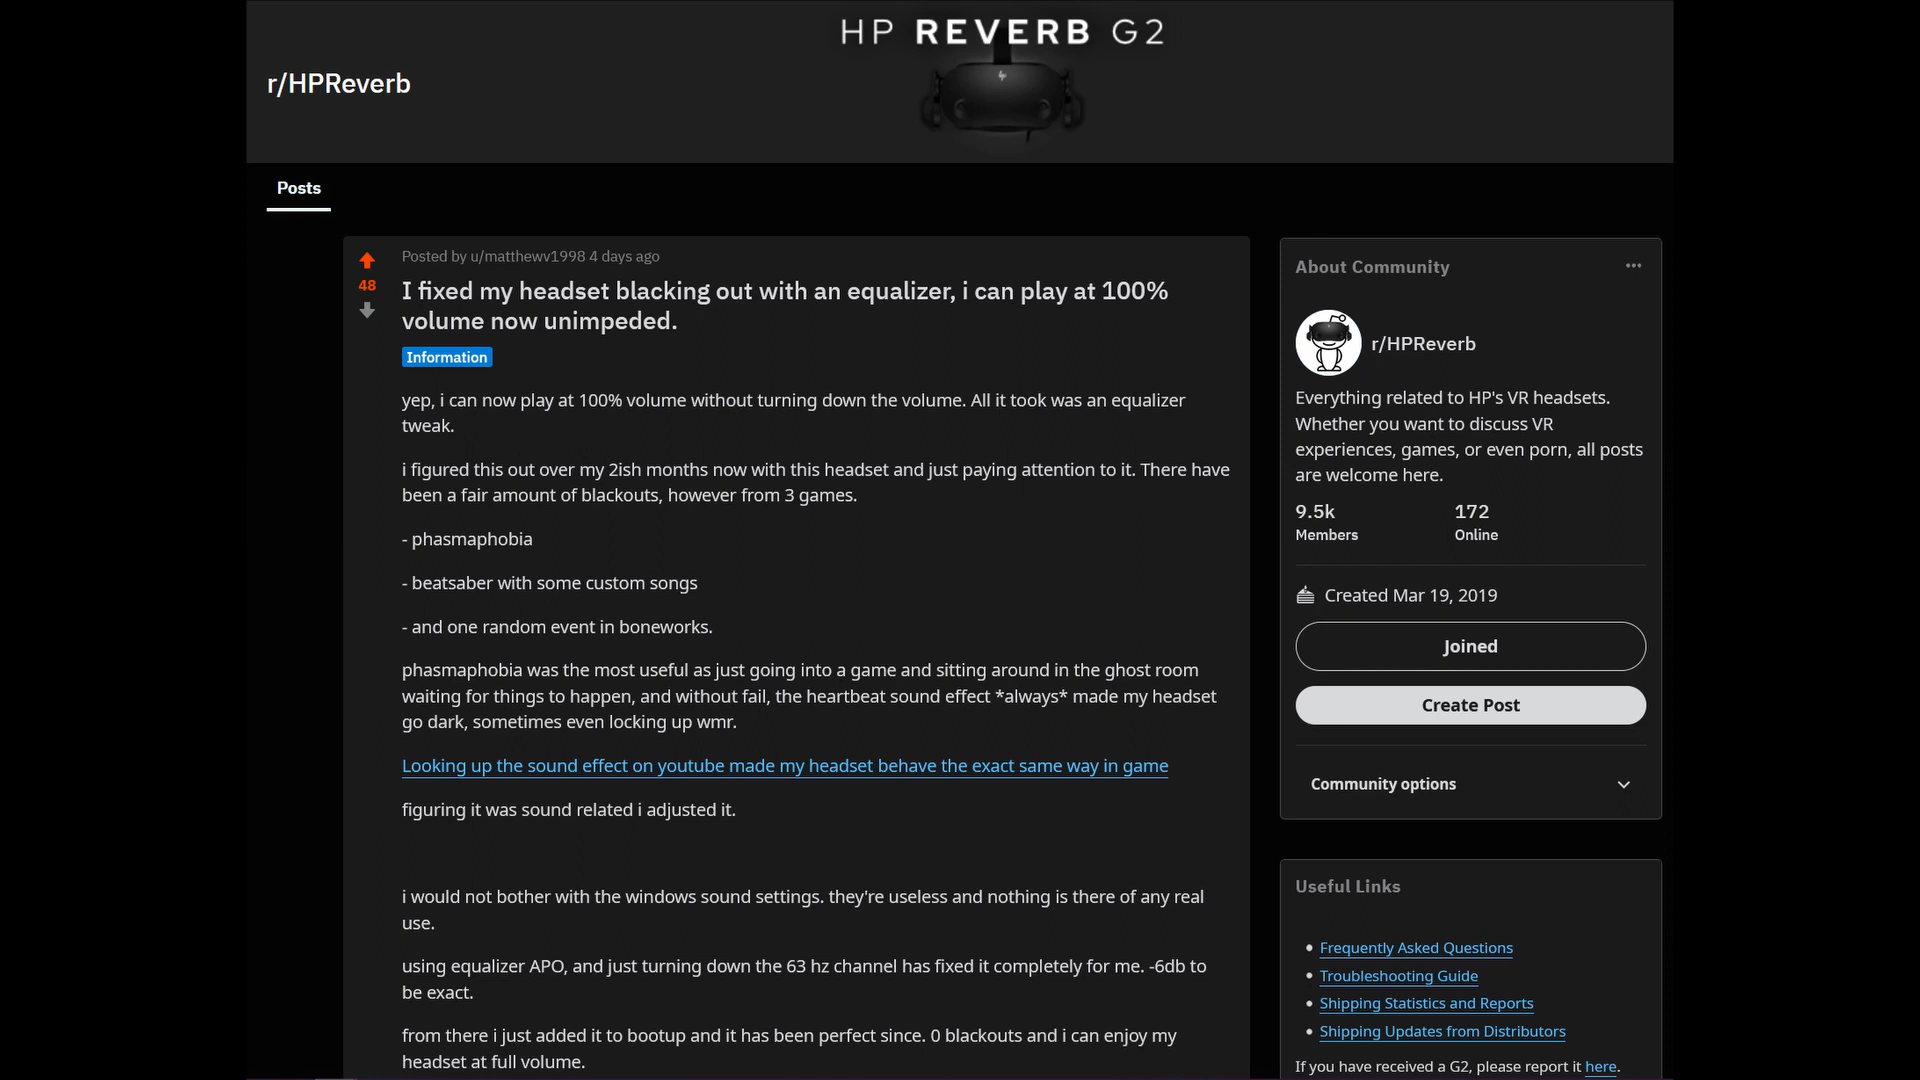 HP REVERB G2
r/HPReverb
Posts
Posted by u/matthewv1998 4 days ago
48
I fixed my headset blacking out with an equalizer, i can play at 100%
volume now unimpeded.
Information
yep, i can now play at 100% volume without turning down the volume. All it took was an equalizer
tweak.
i figured this out over my 2ish months now with this headset and just paying attention to it. There have
been a fair amount of blackouts, however from 3 games.
- phasmaphobia
- beatsaber with some custom songs
- and one random event in boneworks.
phasmaphobia was the most useful as just going into a game and sitting around in the ghost room
waiting for things to happen, and without fail, the heartbeat sound effect *always* made my headset
go dark, sometimes even locking up wmr.
Looking up the sound effect on youtube made my headset behave the exact same way in game
figuring it was sound related i adjusted it.
i would not bother with the windows sound settings. they're useless and nothing is there of any real
use.
using equalizer APO, and just turning down the 63 hz channel has fixed it completely for me. -6db to
be exact.
from there i just added it to bootup and it has been perfect since. 0 blackouts and i can enjoy my
headset at full volume.
About Community
r/HPReverb
Everything related to HP's VR headsets.
Whether you want to discuss VR
experiences, games, or even porn, all posts
are welcome here.
9.5k 172
Members Online
Created Mar 19, 2019
Joined
Create Post
Community options
Useful Links
• Frequently Asked Questions
• Troubleshooting Guide
• Shipping Statistics and Reports
• Shipping Updates from Distributors
If you have received a G2, please report it here.